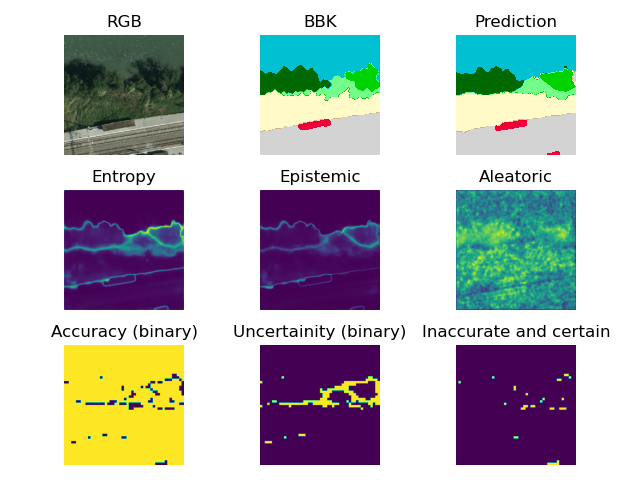 RGB
BBK
Prediction
Entropy
Epistemic
Aleatoric
Accuracy (binary)
Uncertainity (binary)
Inaccurate and certain